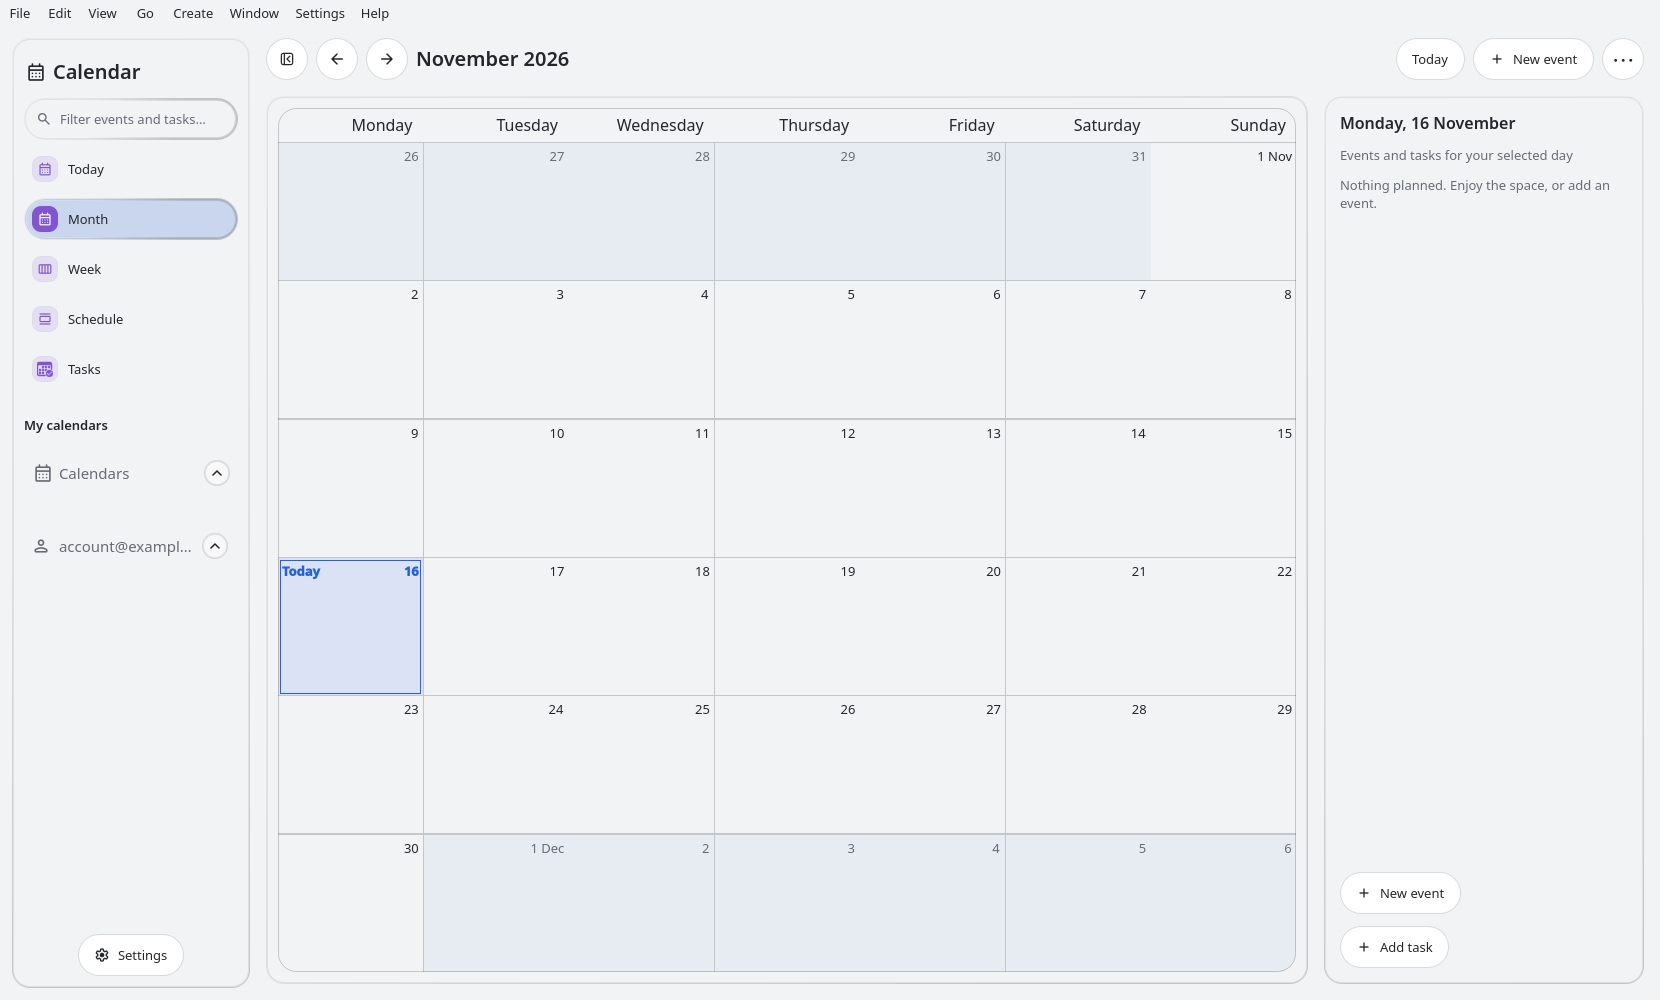 File Edit View Go Create Window Settings Help
Calendar
Filter events and tasks...
Today
Month
Week
Schedule
Tasks
My calendars
Calendars
account@exampl...
Settings
November 2026
Today
New event
Monday Tuesday Wednesday Thursday Friday Saturday Sunday
26 27 28 29 30 31 1 Nov
2 3 4 5 6 7 8
9 10 11 12 13 14 15
Today 16 17 18 19 20 21 22
23 24 25 26 27 28 29
30 1 Dec 2 3 4 5 6
Monday, 16 November
Events and tasks for your selected day
Nothing planned. Enjoy the space, or add an
event.
New event
Add task